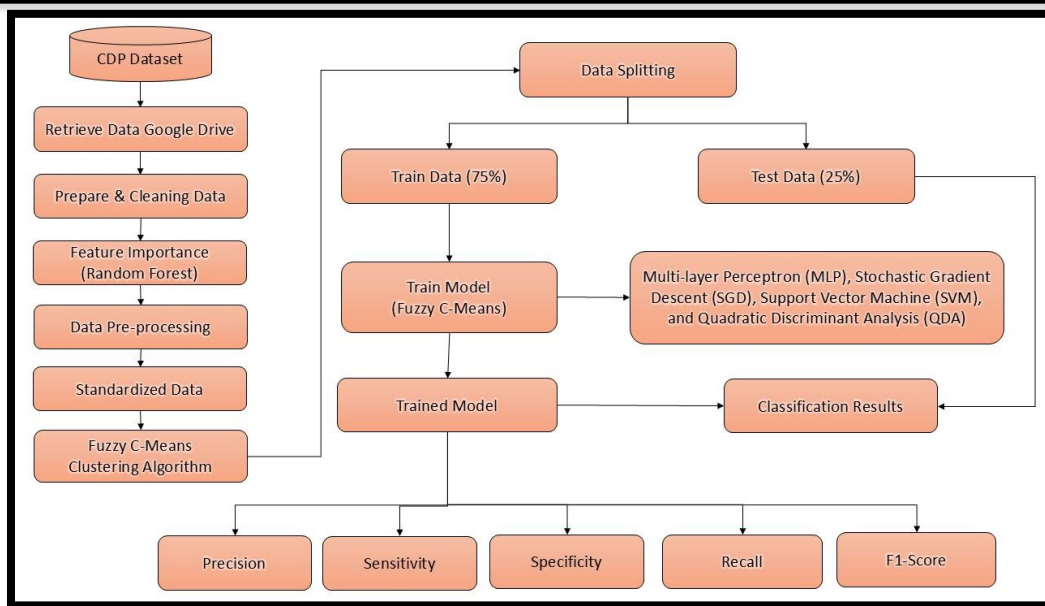 CDP Dataset
Retrieve Data Google Drive
Prepare & Cleaning Data
Feature Importance
(Random Forest)
Data Pre-processing
Standardized Data
Fuzzy C-Means
Clustering Algorithm
Data Splitting
Train Data (75%)
Test Data (25%)
Train Model
(Fuzzy C-Means)
Multi-layer Perceptron (MLP), Stochastic Gradient
Descent (SGD), Support Vector Machine (SVM),
and Quadratic Discriminant Analysis (QDA)
Trained Model
Classification Results
Precision
Sensitivity
Specificity
Recall
F1-Score